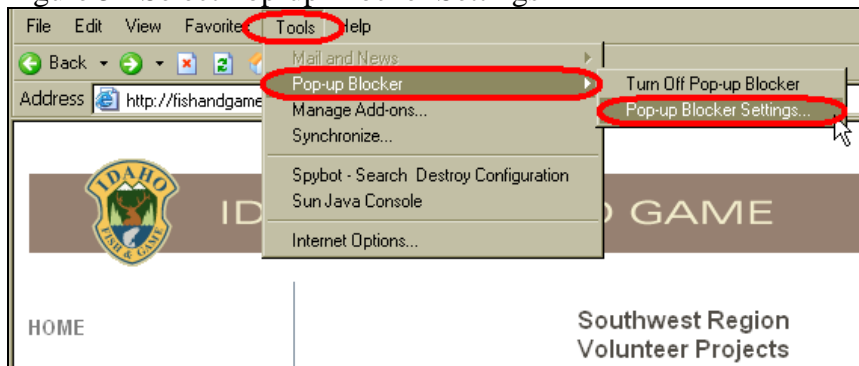 File Edit View Favorites Tools Help
Back
Mail and News
Pop-up Blocker
Turn Off Pop-up Blocker
Address http://fishandgame
Manage Add-ons...
Pop-up Blocker Settings...
Synchronize...
Spybot - Search Destroy Configuration
Sun Java Console
Internet Options...
IDAHO
FISH & GAME
ID GAME
HOME
Southwest Region
Volunteer Projects